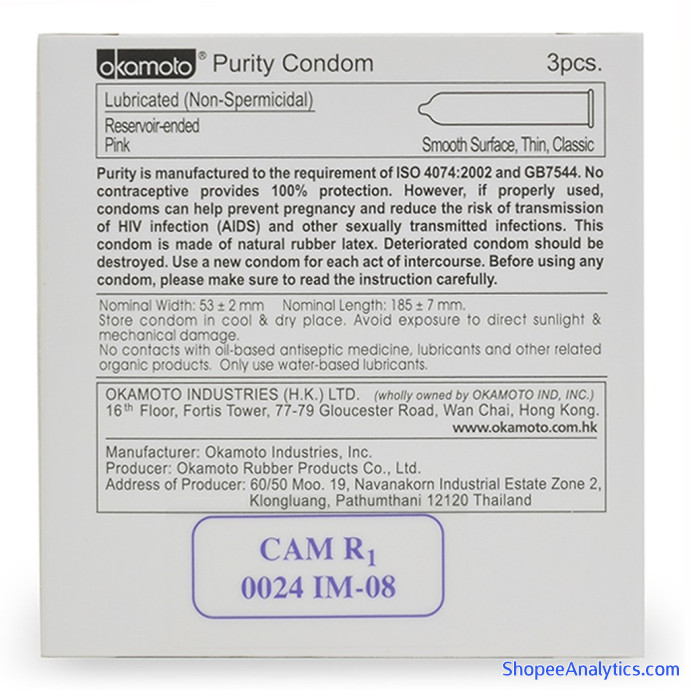 okamoto® Purity Condom 3pcs.
Lubricated (Non-Spermicidal)
Reservoir-ended
Pink Smooth Surface, Thin, Classic
Purity is manufactured to the requirement of ISO 4074:2002 and GB7544. No
contraceptive provides 100% protection. However, if properly used,
condoms can help prevent pregnancy and reduce the risk of transmission
of HIV infection (AIDS) and other sexually transmitted infections. This
condom is made of natural rubber latex. Deteriorated condom should be
destroyed. Use a new condom for each act of intercourse. Before using any
condom, please make sure to read the instruction carefully.
Nominal Width: 53 ± 2 mm Nominal Length: 185 ± 7 mm.
Store condom in cool & dry place. Avoid exposure to direct sunlight &
mechanical damage.
No contacts with oil-based antiseptic medicine, lubricants and other related
organic products. Only use water-based lubricants.
OKAMOTO INDUSTRIES (H.K.) LTD. (wholly owned by OKAMOTO IND, INC.)
16th Floor, Fortis Tower, 77-79 Gloucester Road, Wan Chai, Hong Kong.
www.okamoto.com.hk
Manufacturer: Okamoto Industries, Inc.
Producer: Okamoto Rubber Products Co., Ltd.
Address of Producer: 60/50 Moo. 19, Navanakorn Industrial Estate Zone 2,
Klongluang, Pathumthani 12120 Thailand
CAM R1
0024 IM-08
ShopeeAnalytics.com